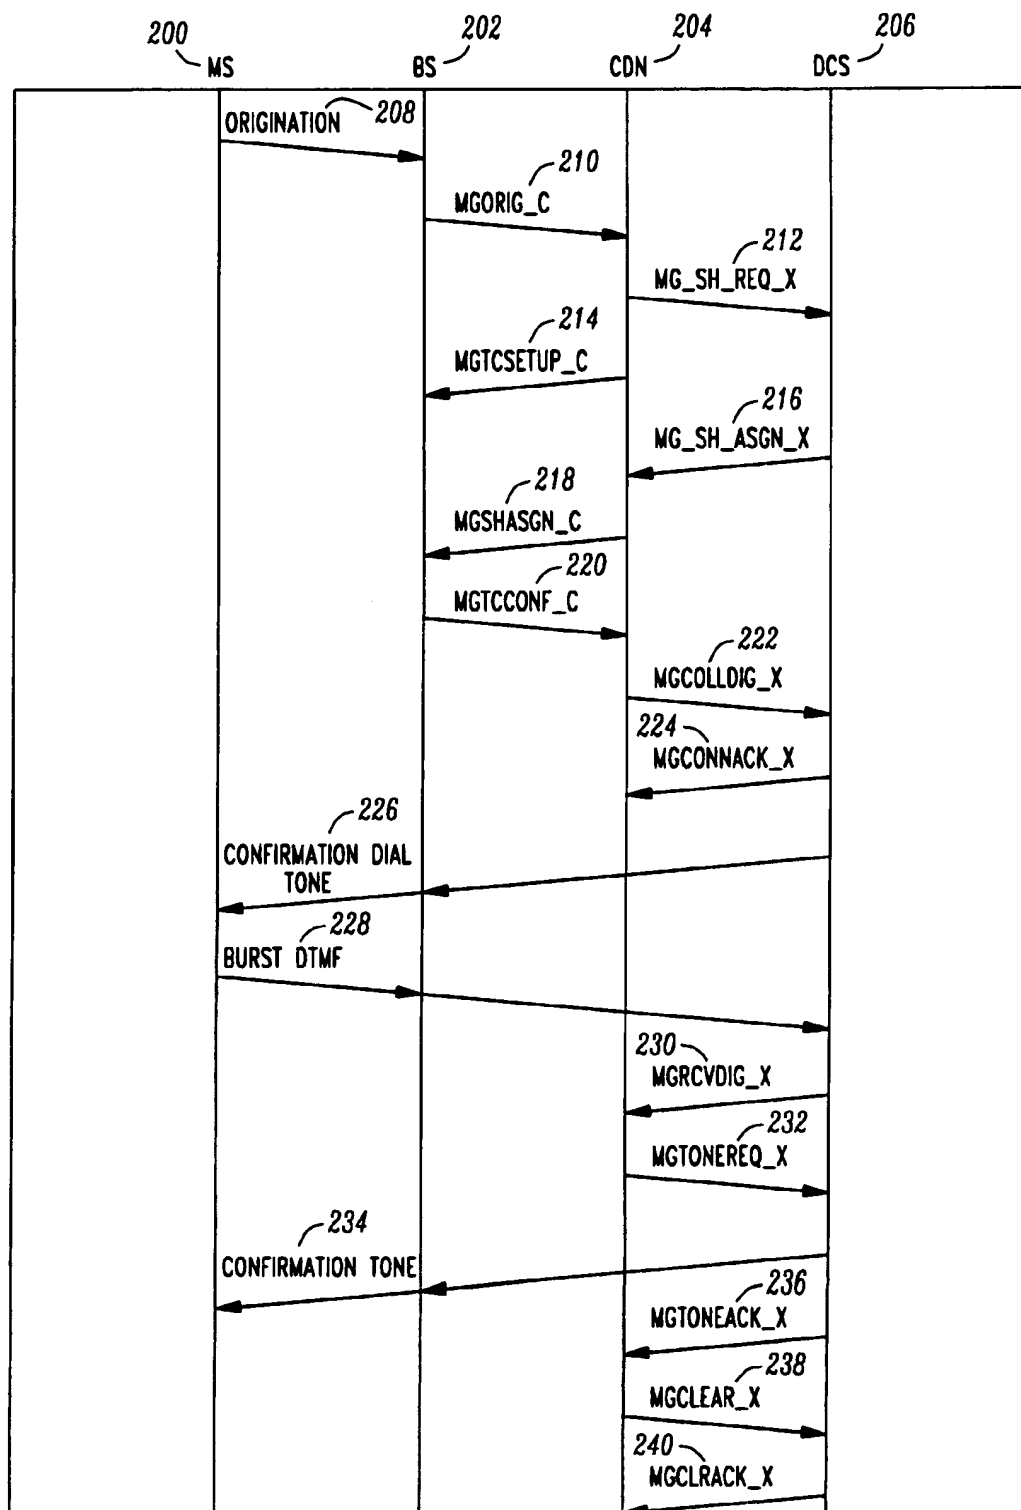 200 202 204 206
MS BS CDN DCS
ORIGINATION 208
210
MGORIG_C
212
MG_SH_REQ_X
214
MGTCSETUP_C
216
MG_SH_ASGN_X
218
MGSHASGN_C
220
MGTCCONF_C
222
MGCOLLDIG_X
224
MGCONNACK_X
226
CONFIRMATION DIAL
TONE
228
BURST DTMF
230
MGRCVDIG_X
232
MGTONEREQ_X
234
CONFIRMATION TONE
236
MGTONEACK_X
238
MGCLEAR_X
240
MGCLRACK_X